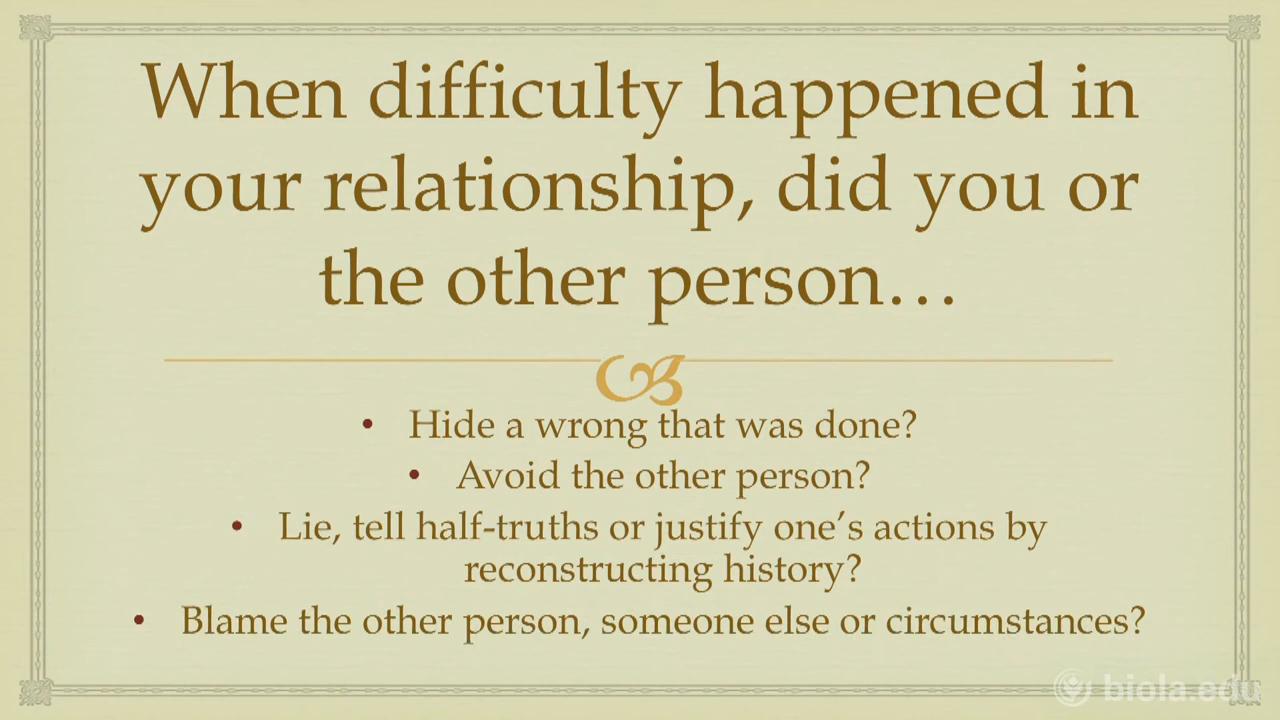 When difficulty happened in
your relationship, did you or
the other person…
• Hide a wrong that was done?
• Avoid the other person?
• Lie, tell half-truths or justify one’s actions by
reconstructing history?
• Blame the other person, someone else or circumstances?
biola.edu